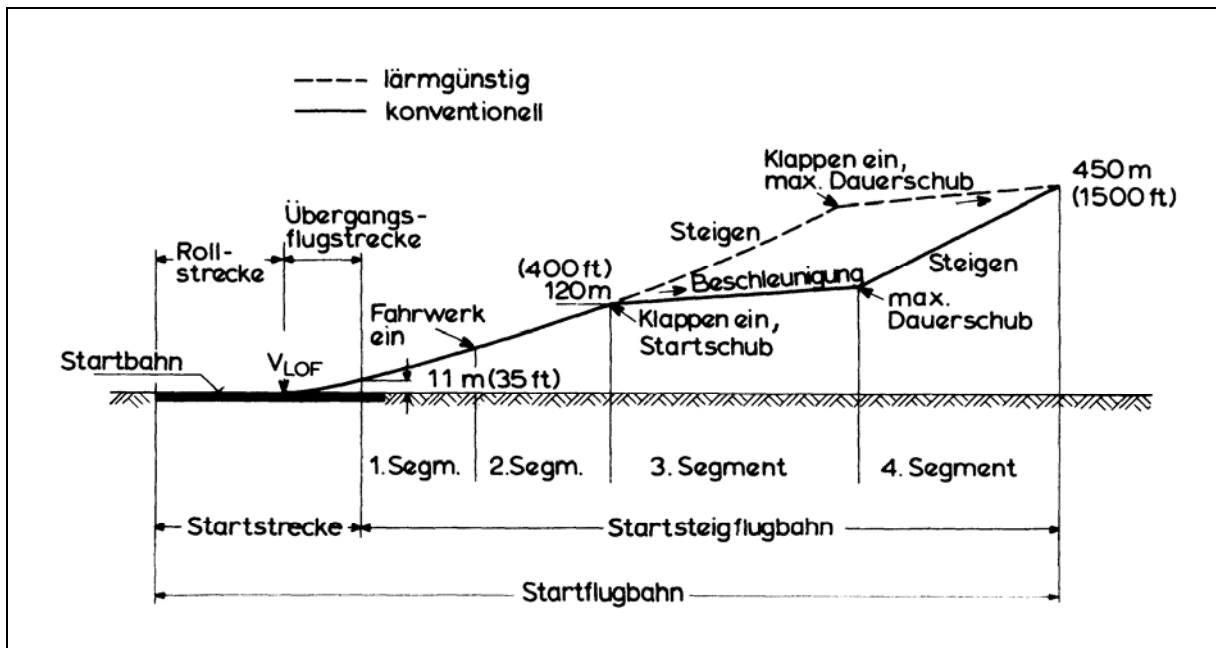 lärmgünstig
konventionell
Klappen ein,
max. Dauerschub
450 m
(1500 ft)
Übergangs-
flugstrecke
Roll-
strecke
Steigen
(400 ft)
120 m
Beschleunigung
Steigen
Fahrwerk
ein
Klappen ein,
Startschub
max.
Dauerschub
Startbahn
VLOF
11 m (35 ft)
1. Segm.
2. Segm.
3. Segment
4. Segment
Startstrecke
Startsteigflugbahn
Startflugbahn